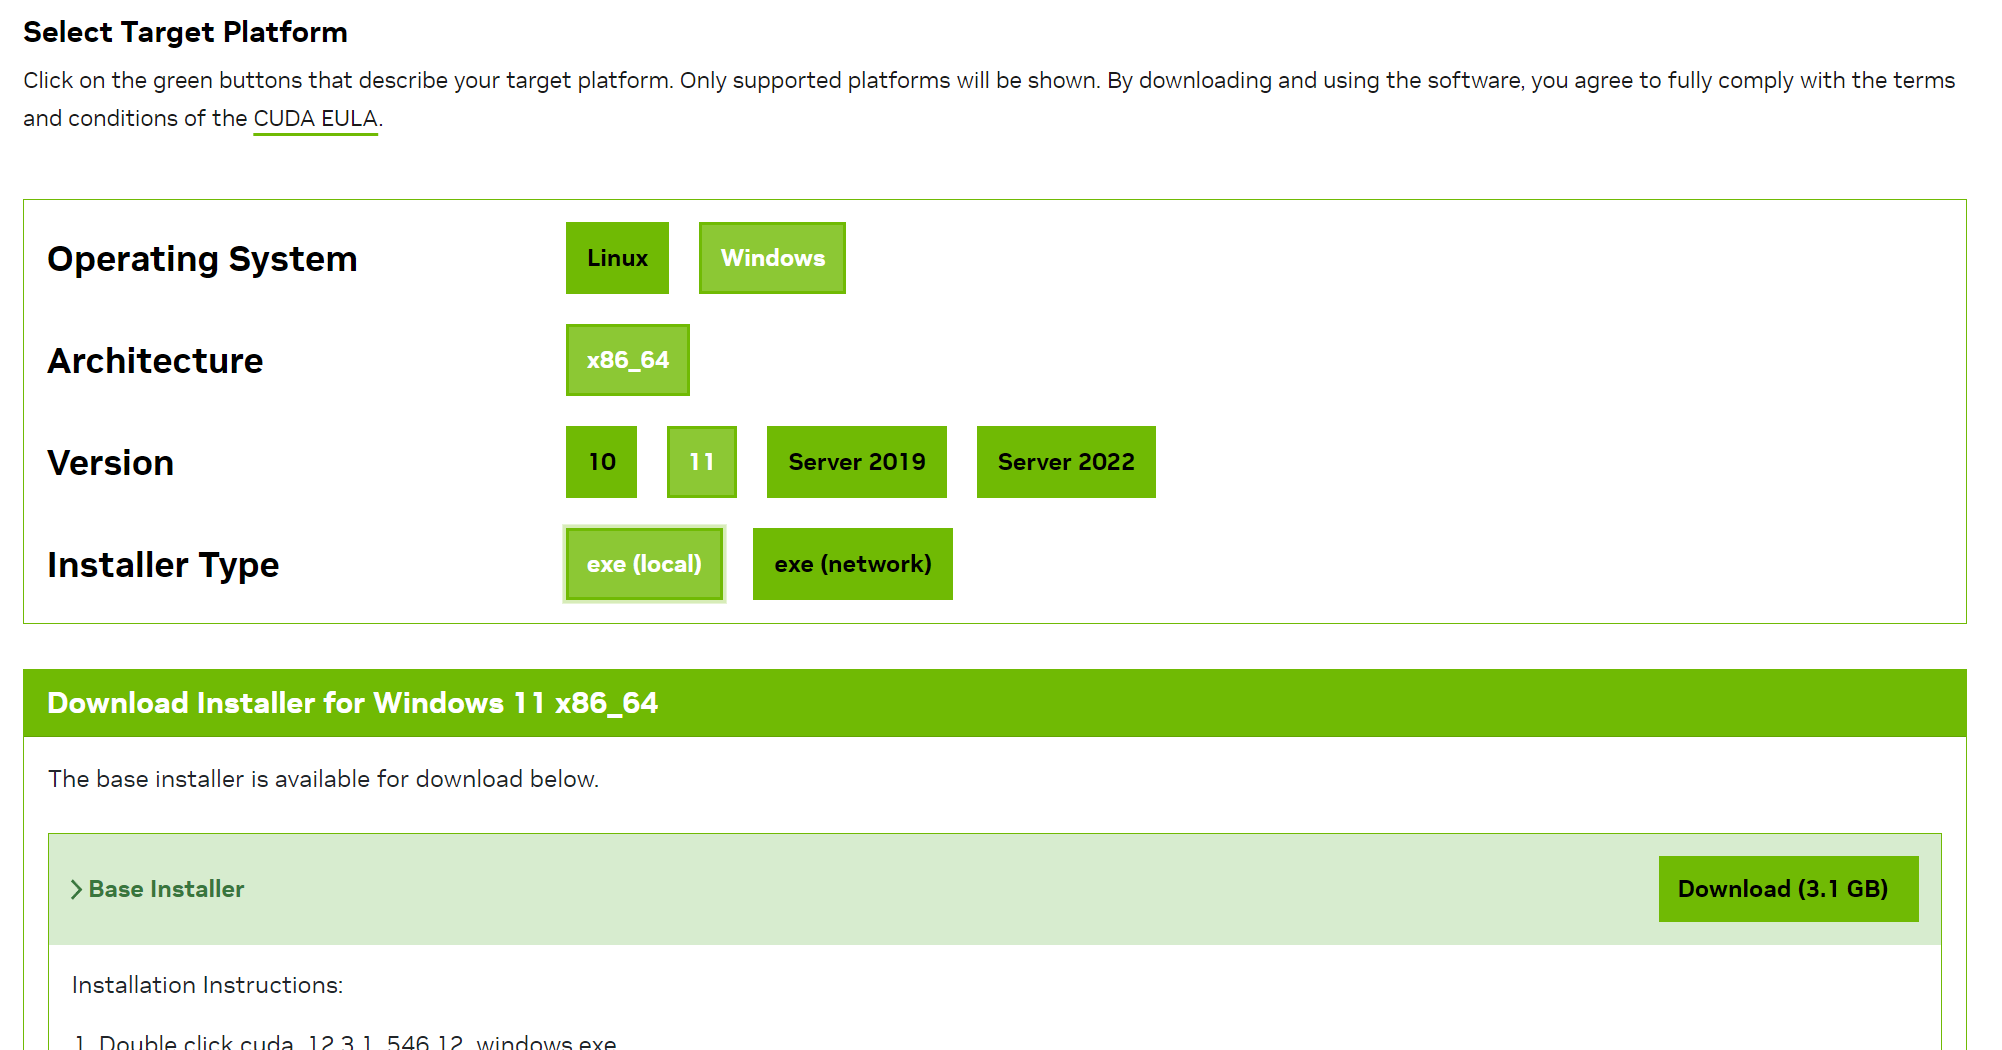 Select Target Platform
Click on the green buttons that describe your target platform. Only supported platforms will be shown. By downloading and using the software, you agree to fully comply with the terms
and conditions of the CUDA EULA.
Operating System
Linux
Windows
Architecture
x86_64
Version
10
11
Server 2019
Server 2022
Installer Type
exe (local)
exe (network)
Download Installer for Windows 11 x86_64
The base installer is available for download below.
Base Installer
Download (3.1 GB)
Installation Instructions:
1. Double click cuda_12.3.1_546.12_windows.exe